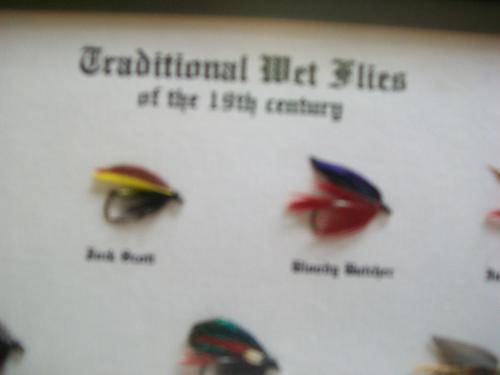 Traditional Wet Flies
of the 19th century
Jock Scott
Bloody Butcher